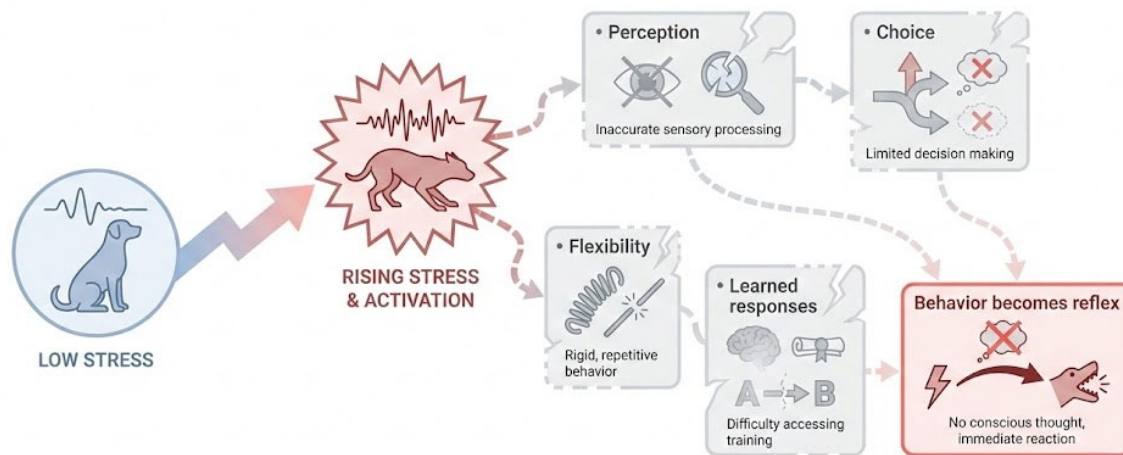 LOW STRESS
RISING STRESS
& ACTIVATION
• Perception
Inaccurate sensory processing
• Choice
Limited decision making
• Flexibility
Rigid, repetitive
behavior
• Learned
responses
A B
Difficulty accessing
training
Behavior becomes reflex
No conscious thought,
immediate reaction